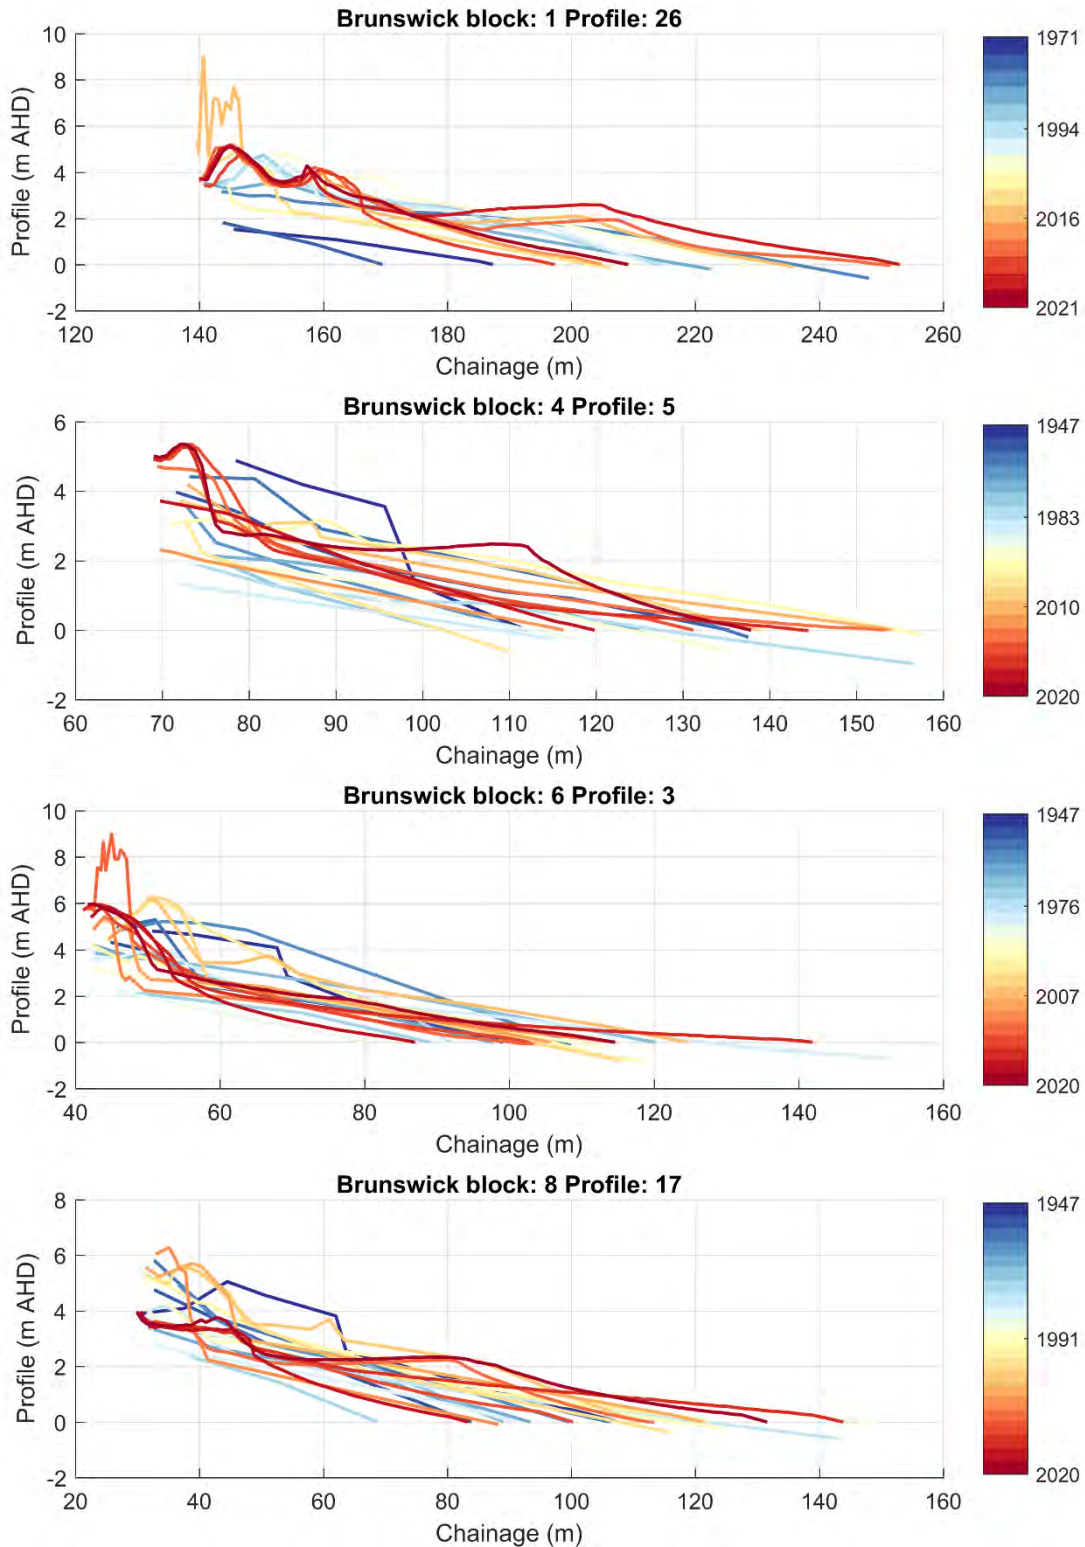 Brunswick block: 1 Profile: 26
10
8
6
4
2
0
-2
Profile (m AHD)
120 140 160 180 200 220 240 260
Chainage (m)
1971
1994
2016
2021
Brunswick block: 4 Profile: 5
6
4
2
0
-2
Profile (m AHD)
60 70 80 90 100 110 120 130 140 150 160
Chainage (m)
1947
1983
2010
2020
Brunswick block: 6 Profile: 3
10
8
6
4
2
0
-2
Profile (m AHD)
40 60 80 100 120 140 160
Chainage (m)
1947
1976
2007
2020
Brunswick block: 8 Profile: 17
8
6
4
2
0
-2
Profile (m AHD)
20 40 60 80 100 120 140 160
Chainage (m)
1947
1991
2020